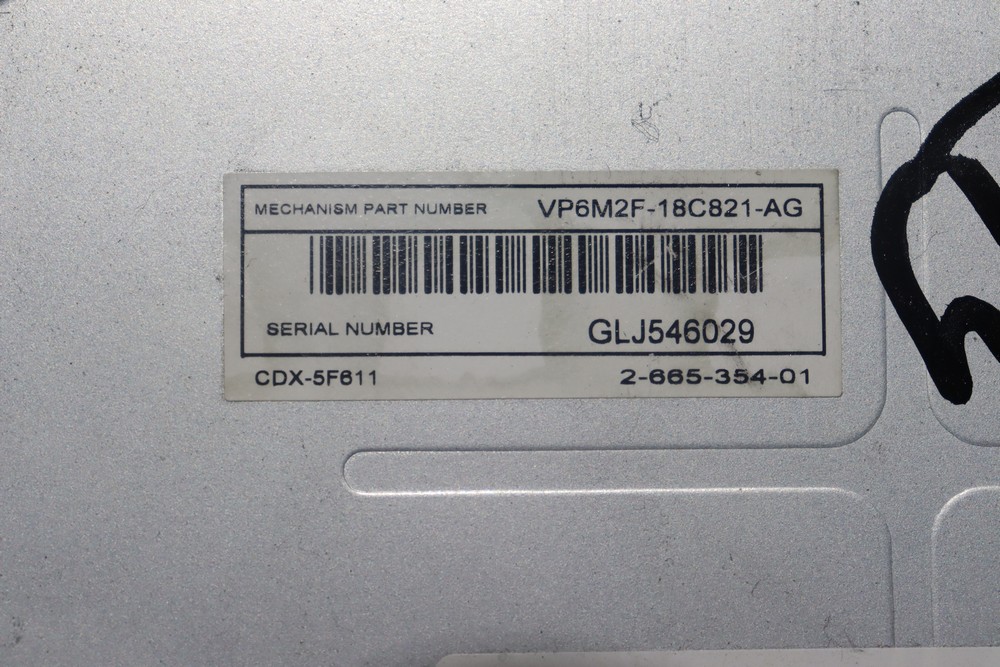 MECHANISM PART NUMBER VP6M2F-18C821-AG
SERIAL NUMBER GLJ546029
CDX-5F611 2-665-354-01